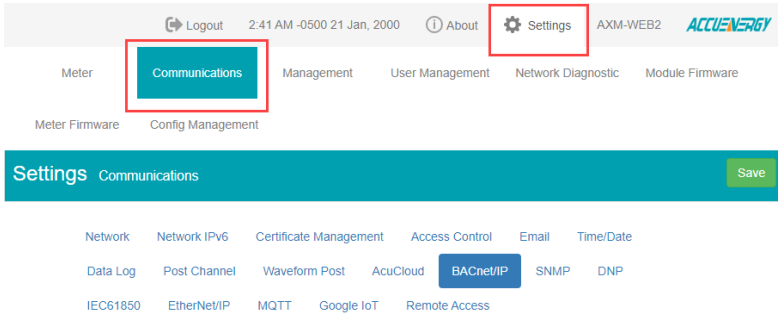 Logout 2:41 AM -0500 21 Jan, 2000 About Settings AXM-WEB2 ACCUENERGY
Meter Communications Management User Management Network Diagnostic Module Firmware
Meter Firmware Config Management
Settings Communications Save
Network Network IPv6 Certificate Management Access Control Email Time/Date
Data Log Post Channel Waveform Post AcuCloud BACnet/IP SNMP DNP
IEC61850 EtherNet/IP MQTT Google IoT Remote Access